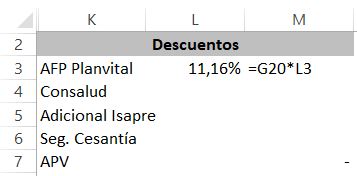 K L M
2 Descuentos
3 AFP Planvital 11,16% =G20*L3
4 Consalud
5 Adicional Isapre
6 Seg. Cesantía
7 APV -